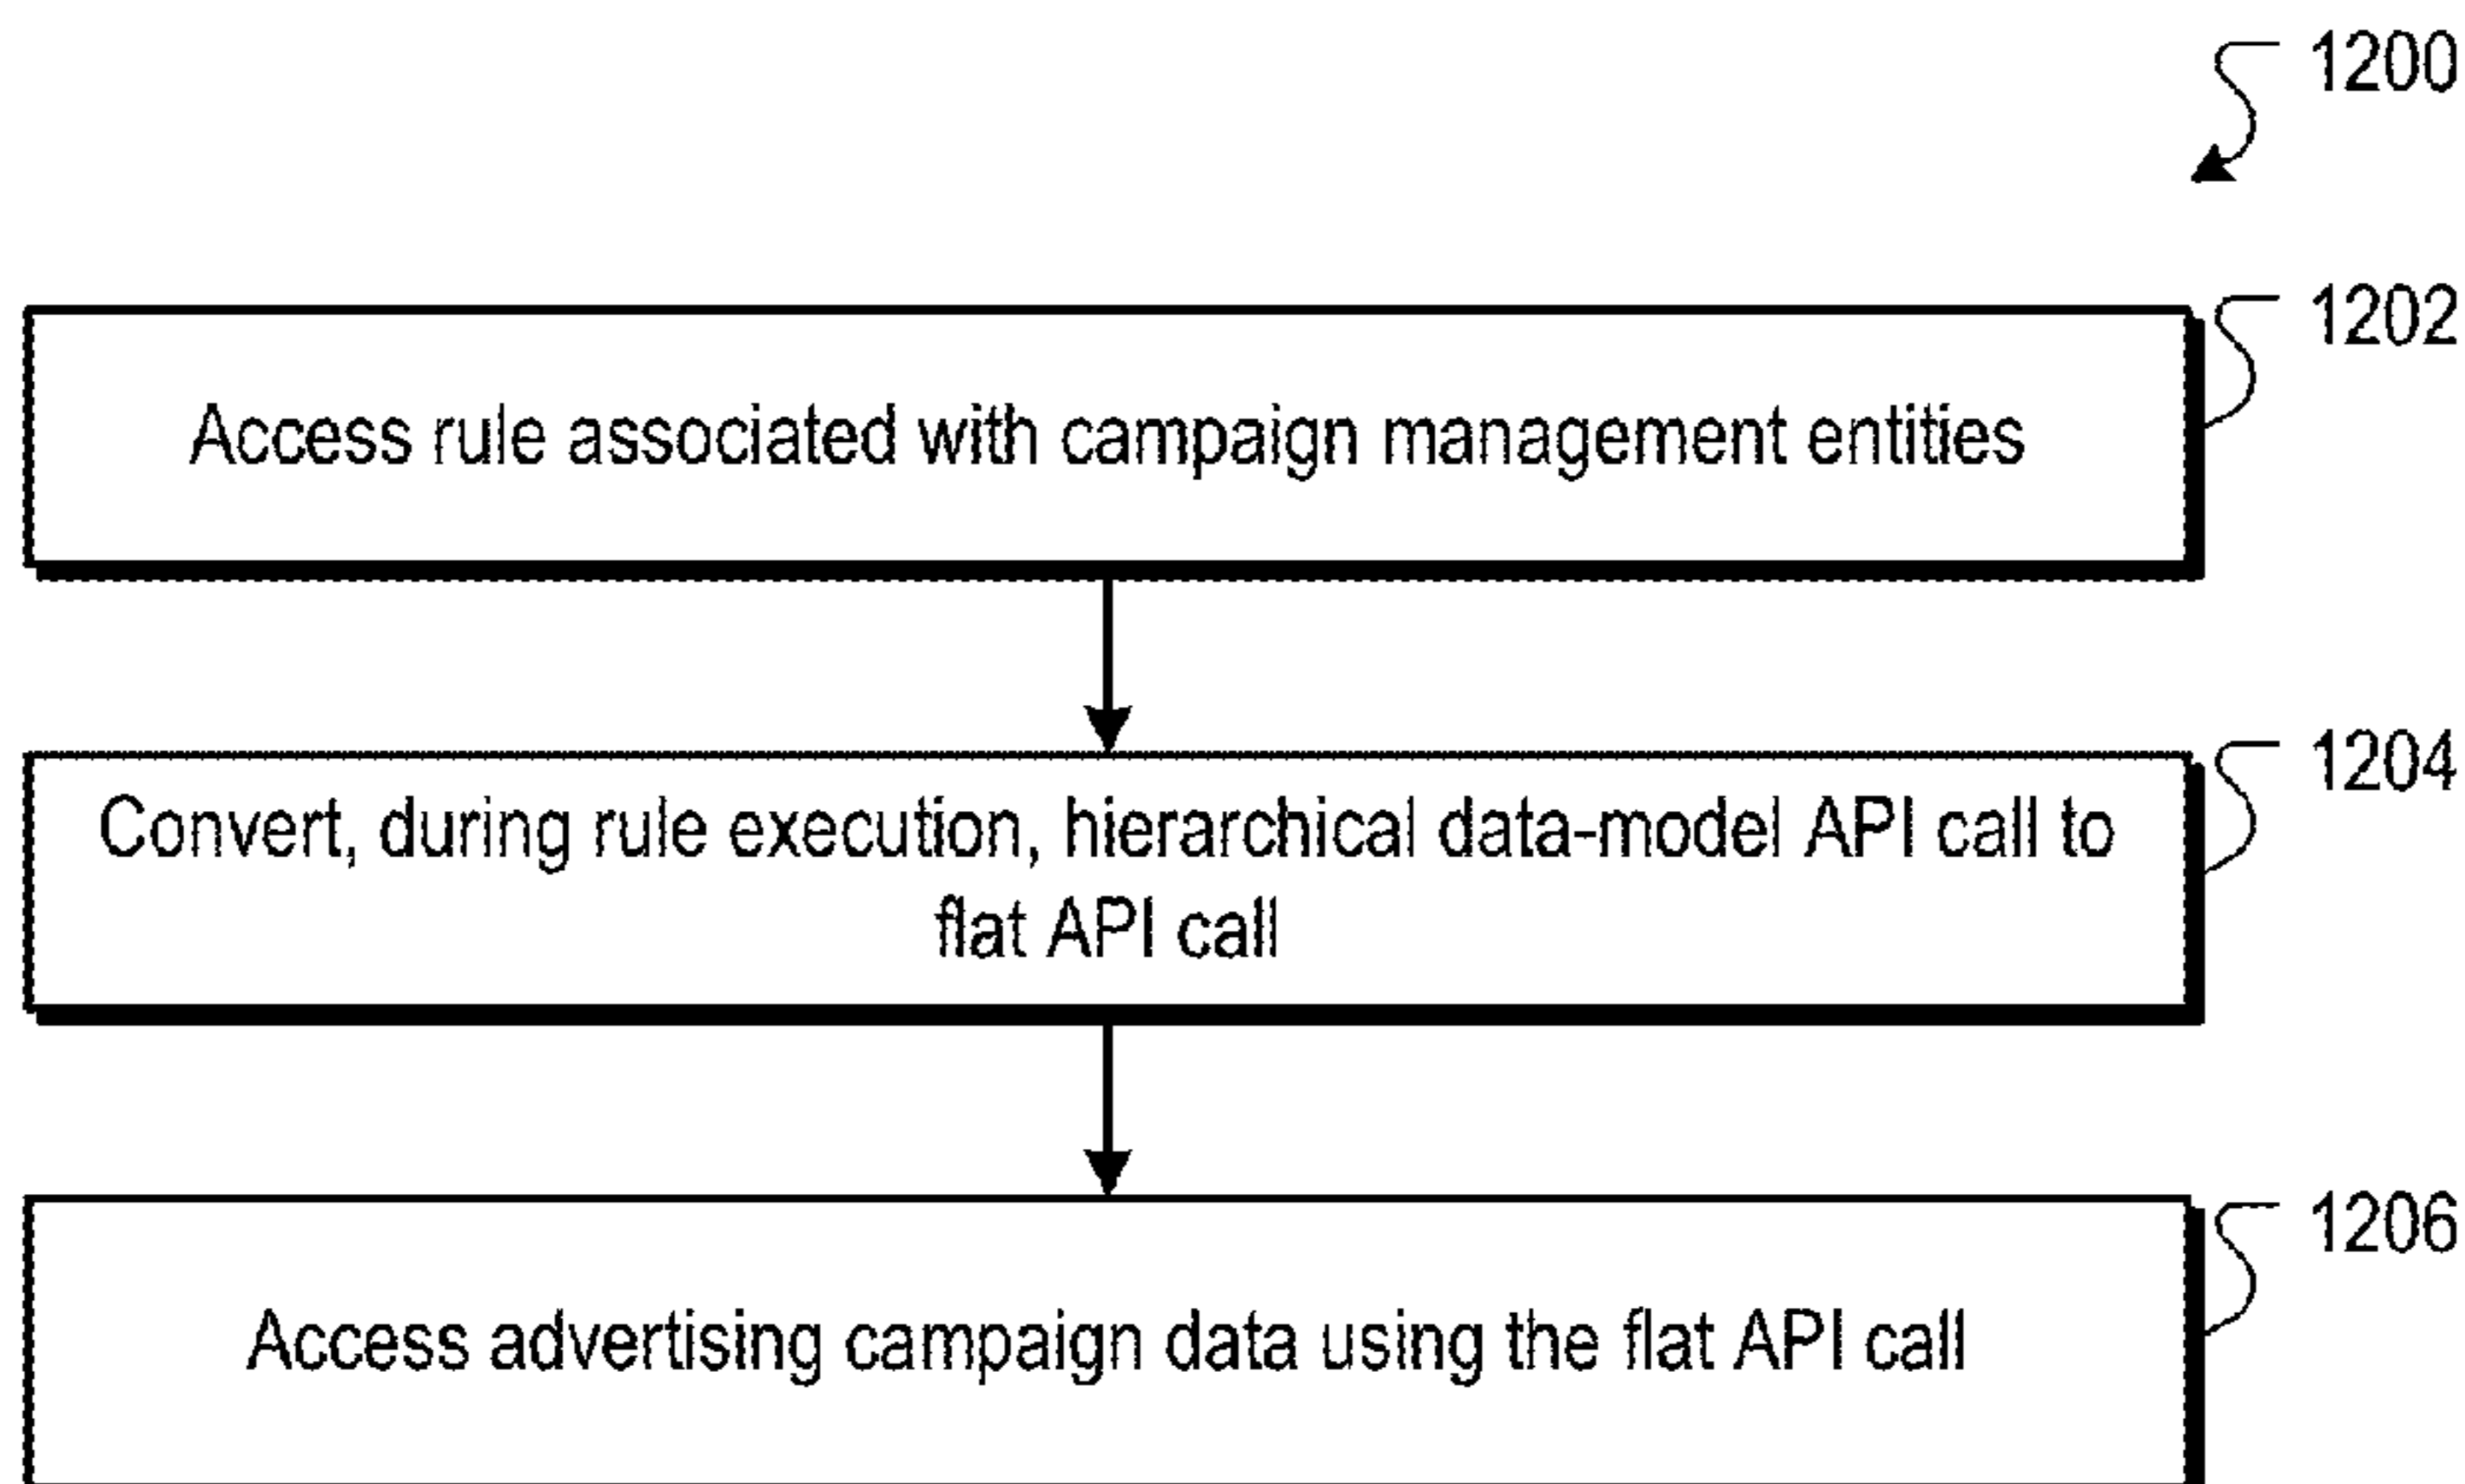 1200
1202
Access rule associated with campaign management entities
1204
Convert, during rule execution, hierarchical data-model API call to
flat API call
1206
Access advertising campaign data using the flat API call